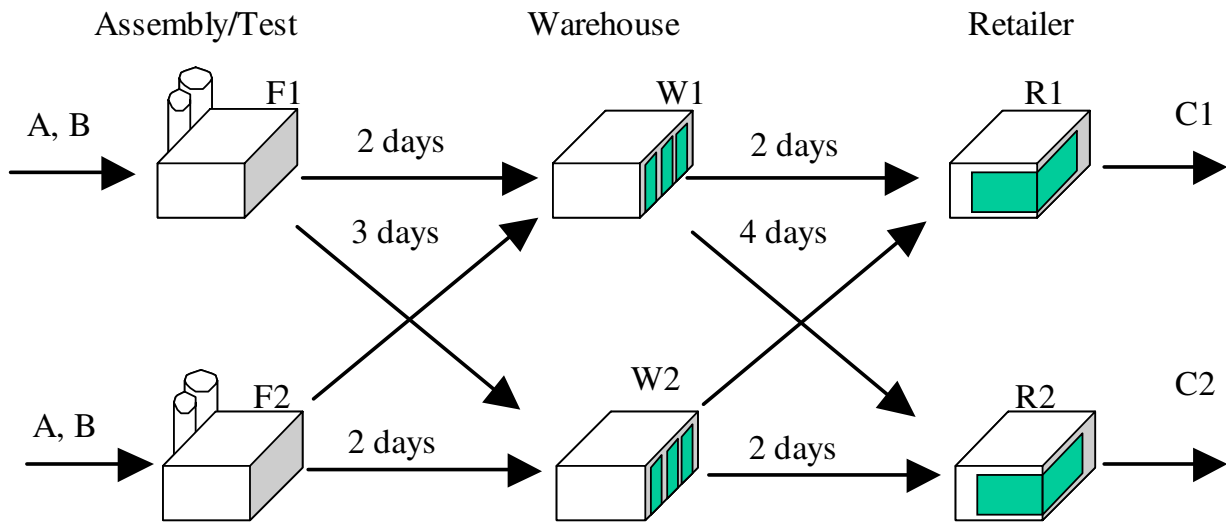 Assembly/Test Warehouse Retailer
F1 W1 R1 C1
A, B 2 days 2 days
3 days 4 days
F2 W2 R2 C2
A, B 2 days 2 days